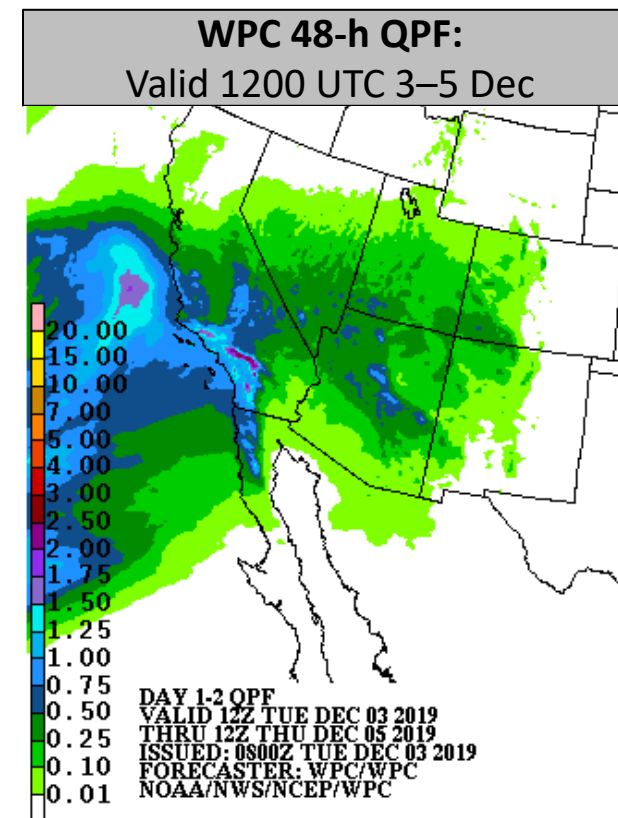 WPC 48-h QPF:
Valid 1200 UTC 3–5 Dec
20.00
15.00
10.00
7.00
5.00
4.00
3.00
2.50
2.00
1.75
1.50
1.25
1.00
0.75
0.50
0.25
0.10
0.01
DAY 1-2 QPF
VALID 12Z TUE DEC 03 2019
THRU 12Z THU DEC 05 2019
ISSUED: 0800Z TUE DEC 03 2019
FORECASTER: WPC/WPC
NOAA/NWS/NCEP/WPC